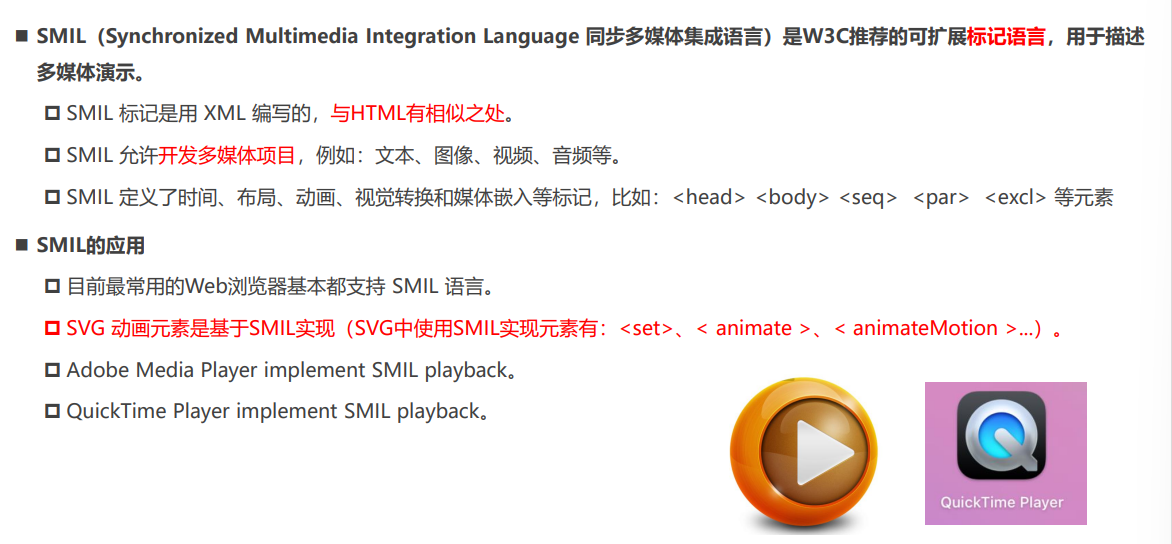 SMIL（Synchronized Multimedia Integration Language 同步多媒体集成语言）是W3C推荐的可扩展标记语言，用于描述
多媒体演示。
SMIL 标记是用 XML 编写的，与HTML有相似之处。
SMIL 允许开发多媒体项目，例如：文本、图像、视频、音频等。
SMIL 定义了时间、布局、动画、视觉转换和媒体嵌入等标记，比如：<head> <body> <seq> <par> <excl> 等元素
SMIL的应用
目前最常用的Web浏览器基本都支持 SMIL 语言。
SVG 动画元素是基于SMIL实现（SVG中使用SMIL实现元素有：<set>、< animate >、< animateMotion >...）。
Adobe Media Player implement SMIL playback。
QuickTime Player implement SMIL playback。
QuickTime Player